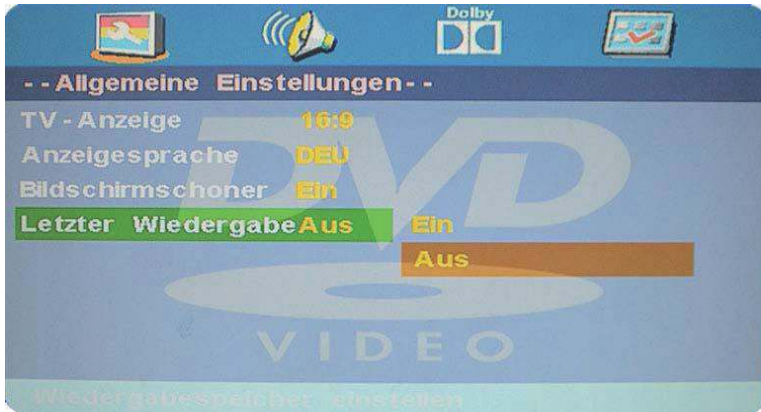 Dolby
--Allgemeine Einstellungen--
TV-Anzeige 16:9
Anzeigesprache DEU
Bildschirmschoner Ein
Letzter Wiedergabe Aus Ein
Aus
DVD
VIDEO
Wiedergabespeicher einstellen